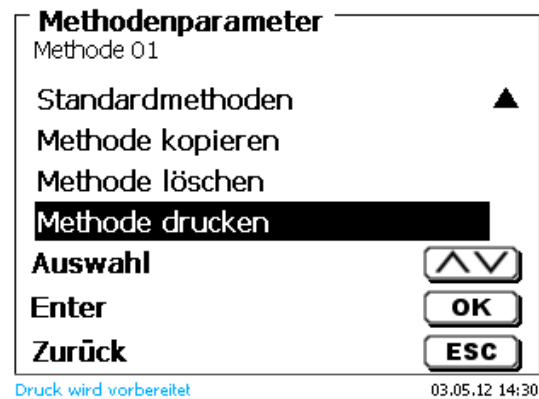 Methodenparameter
Methode 01
Standardmethoden ▲
Methode kopieren
Methode löschen
Methode drucken
Auswahl
Enter OK
Zurück ESC
Druck wird vorbereitet 03.05.12 14:30